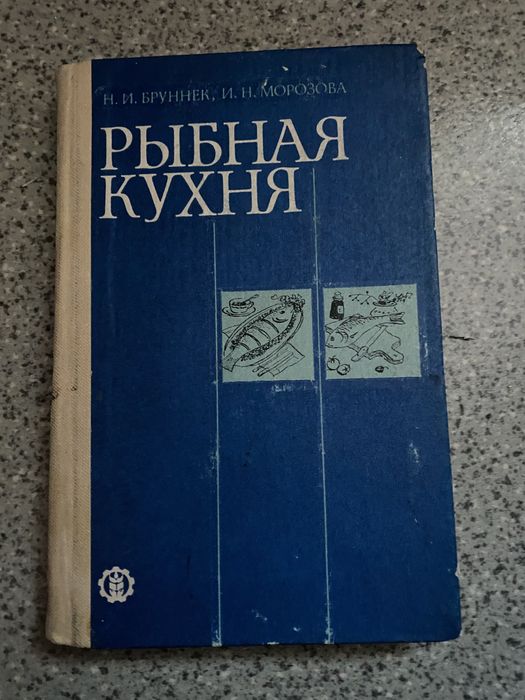 Н. И. БРУННЕК, И. Н. МОРОЗОВА
РЫБНАЯ
КУХНЯ